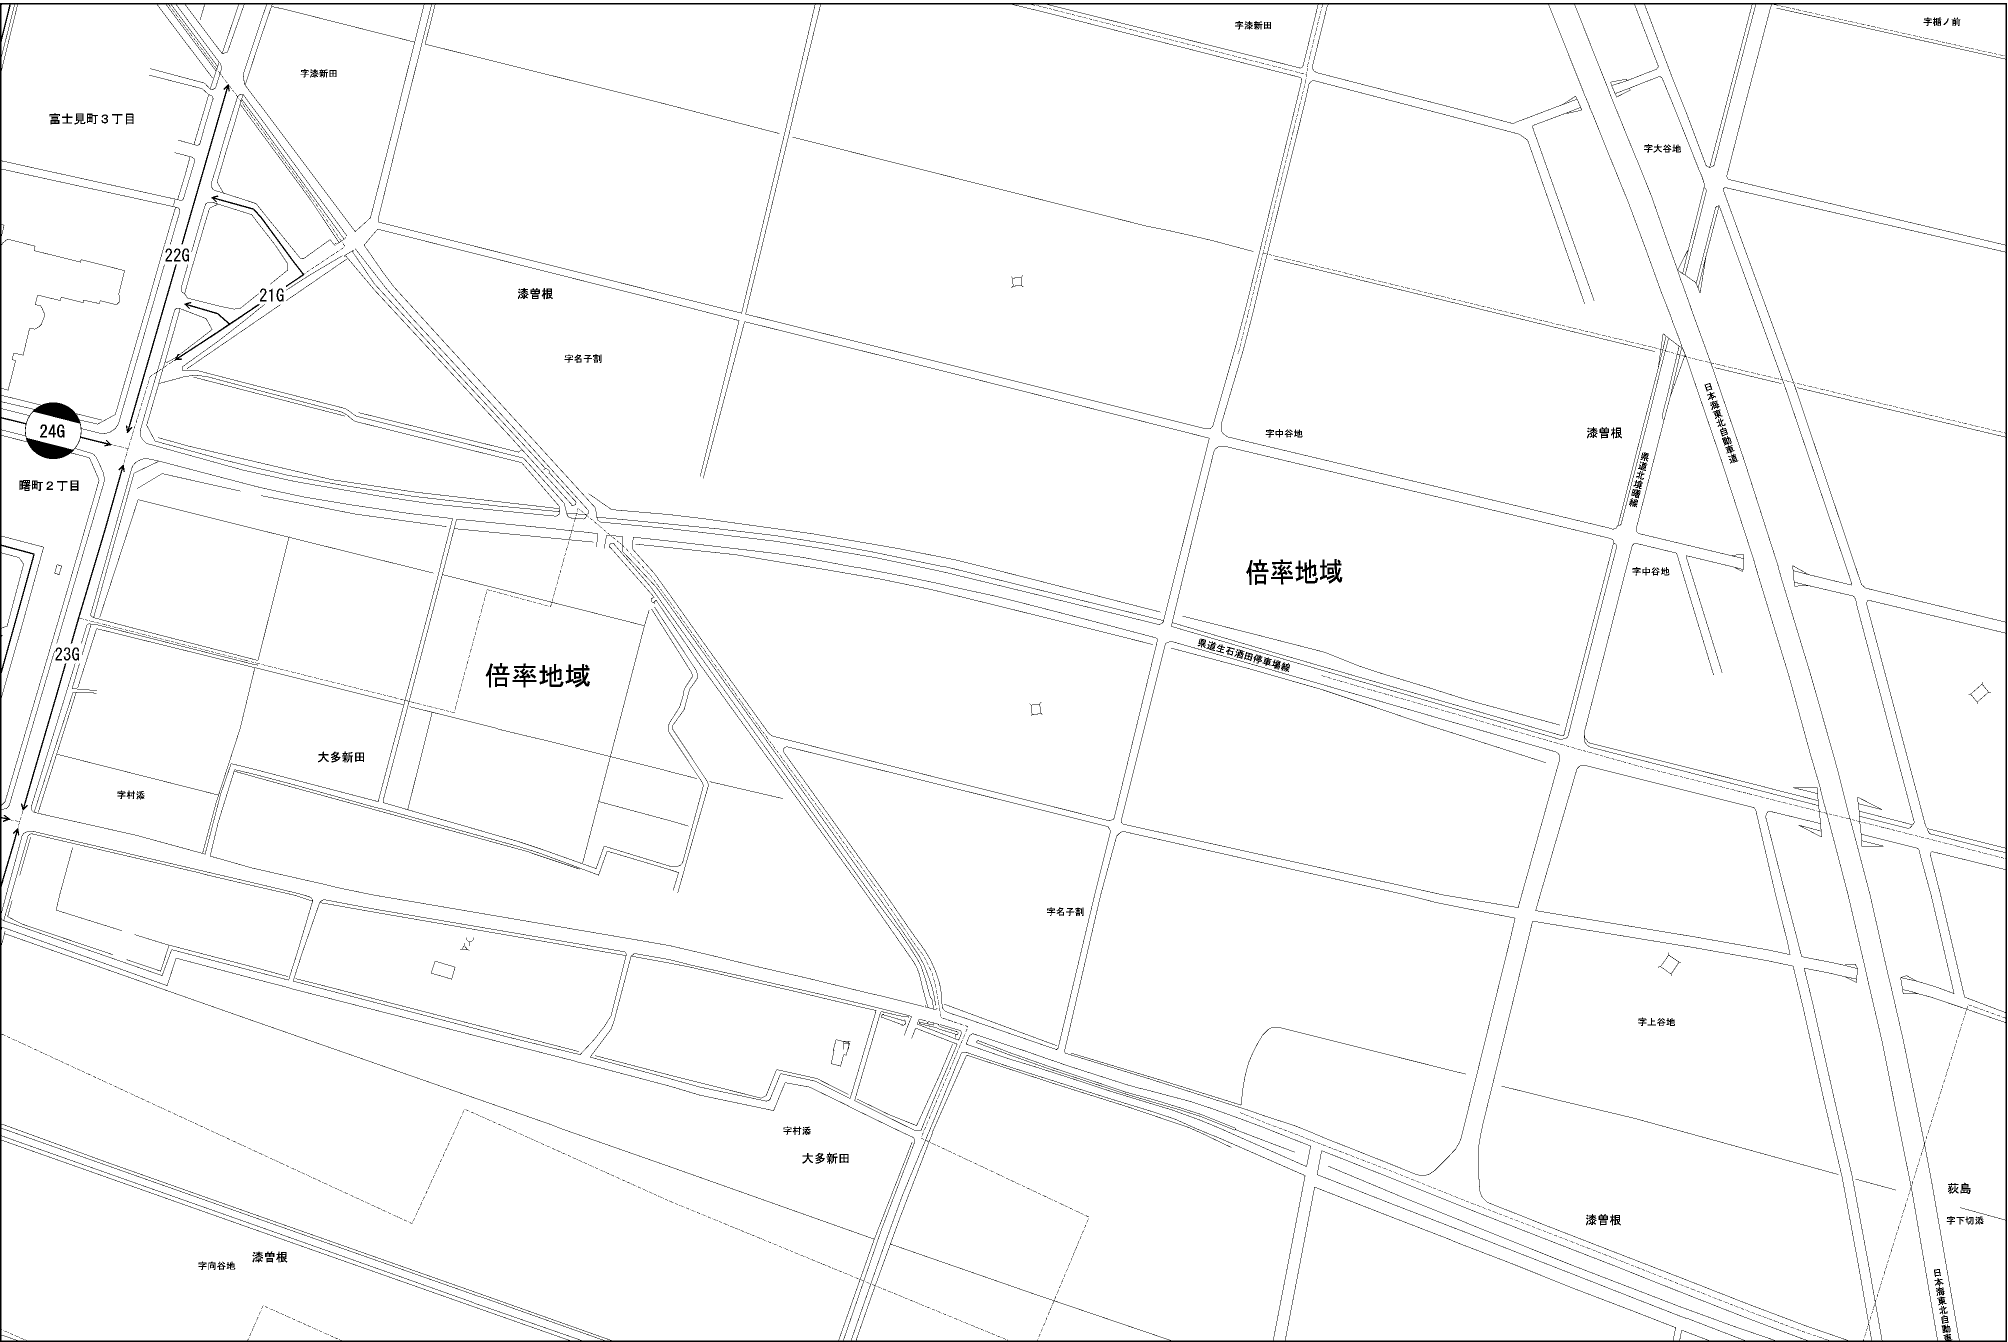 字漆新田
字楯ノ前
字漆新田
富士見町３丁目
字大谷地
22G
21G
漆曽根
字名子割
日本海東北自動車道
24G
字中谷地
漆曽根
県道北境曙線
曙町２丁目
倍率地域
字中谷地
23G
県道生石酒田停車場線
倍率地域
大多新田
字村添
字名子割
字上谷地
字村添
大多新田
荻島
漆曽根
字下切添
漆曽根
字向谷地
日本海東北自動車